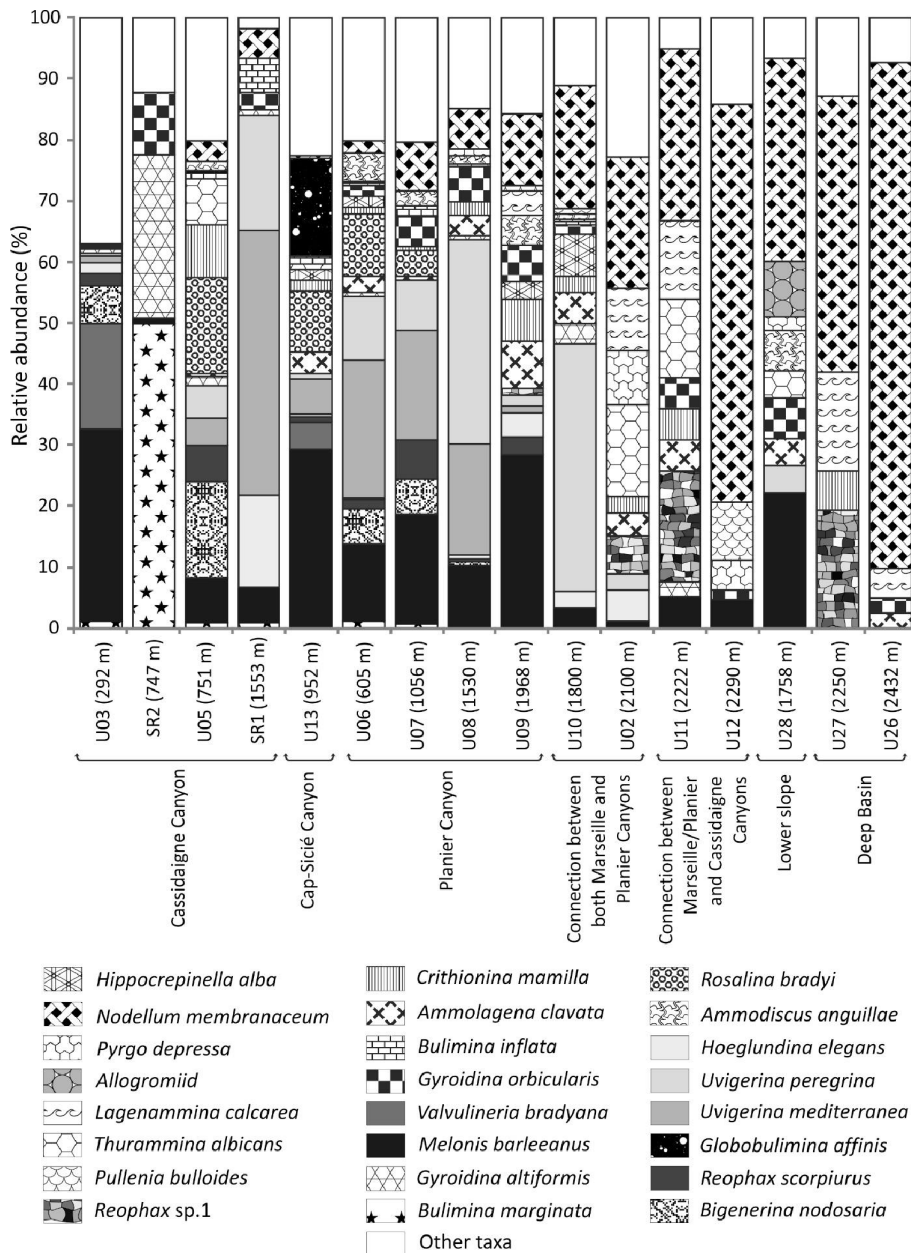 Relative abundance (%)
100
90
80
70
60
50
40
30
20
10
0
U03 (292 m)
SR2 (747 m)
U05 (751 m)
SR1 (1553 m)
U13 (952 m)
U06 (605 m)
U07 (1056 m)
U08 (1530 m)
U09 (1968 m)
U10 (1800 m)
U02 (2100 m)
U11 (2222 m)
U12 (2290 m)
U28 (1758 m)
U27 (2250 m)
U26 (2432 m)
Cassidaigne Canyon
Cap-Sicié Canyon
Planier Canyon
Connection between
both Marseille and
Planier Canyons
Connection between
Marseille/Planier
and Cassidaigne
Canyons
Lower slope
Deep Basin
Hippocrepinella alba
Nodellum membranaceum
Pyrgo depressa
Allogromiid
Lagenammina calcarea
Thurammina albicans
Pullenia bulloides
Reophax sp.1
Crithionina mamilla
Ammolagena clavata
Bulimina inflata
Gyroidina orbicularis
Valvulineria bradyana
Melonis barleeanus
Gyroidina altiformis
Bulimina marginata
Other taxa
Rosalina bradyi
Ammodiscus anguillae
Hoeglundina elegans
Uvigerina peregrina
Uvigerina mediterranea
Globobulimina affinis
Reophax scorpiurus
Bigenerina nodosaria